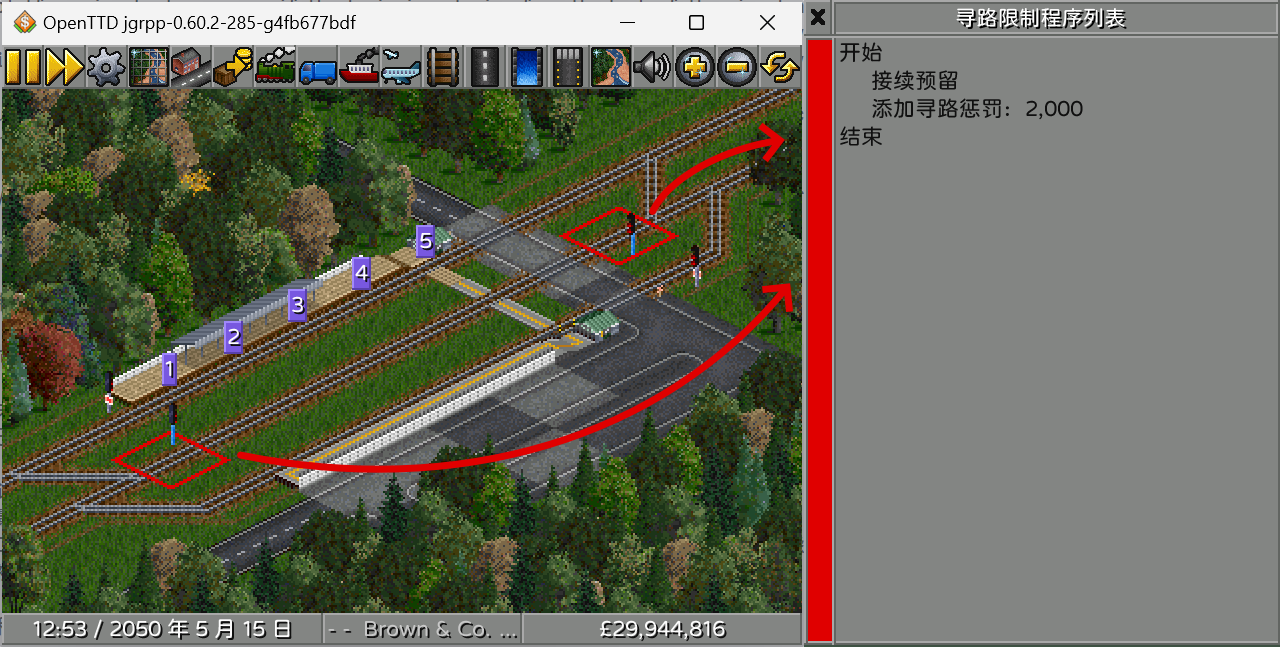 OpenTTD jgrpp-0.60.2-285-g4fb677bdf
寻路限制程序列表
开始
接续预留
添加寻路惩罚：2,000
结束
5
4
3
2
1
12:53 / 2050 年 5 月 15 日
- - Brown & Co. ...
£29,944,816